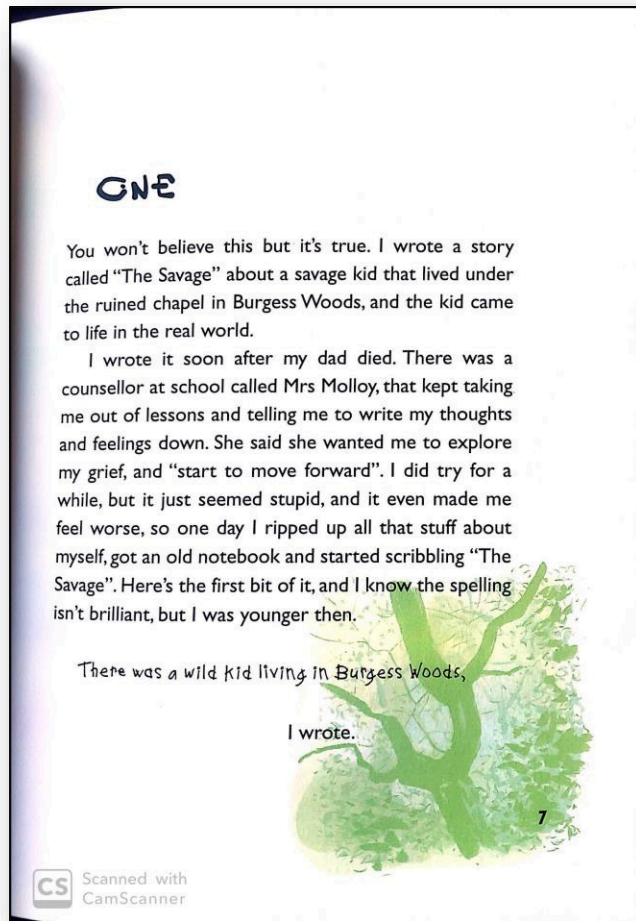 ONE
You won't believe this but it's true. I wrote a story
called "The Savage" about a savage kid that lived under
the ruined chapel in Burgess Woods, and the kid came
to life in the real world.
I wrote it soon after my dad died. There was a
counsellor at school called Mrs Molloy, that kept taking
me out of lessons and telling me to write my thoughts
and feelings down. She said she wanted me to explore
my grief, and "start to move forward". I did try for a
while, but it just seemed stupid, and it even made me
feel worse, so one day I ripped up all that stuff about
myself, got an old notebook and started scribbling "The
Savage". Here's the first bit of it, and I know the spelling
isn't brilliant, but I was younger then.
There was a wild kid living in Burgess Woods,
I wrote.
7
CS Scanned with
CamScanner